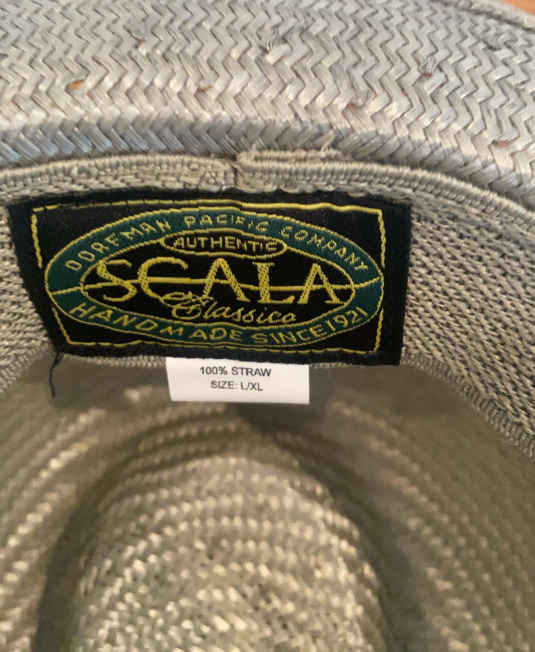 DORFMAN PACIFIC COMPANY
AUTHENTIC
SCALA
Classico
HANDMADE SINCE 1921
100% STRAW
SIZE: L/XL